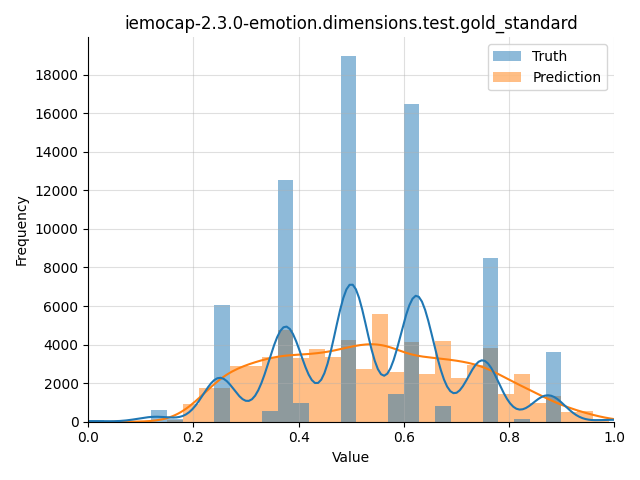 iemocap-2.3.0-emotion.dimensions.test.gold_standard
Truth
Prediction
Frequency
18000
16000
14000
12000
10000
8000
6000
4000
2000
0
0.0 0.2 0.4 0.6 0.8 1.0
Value